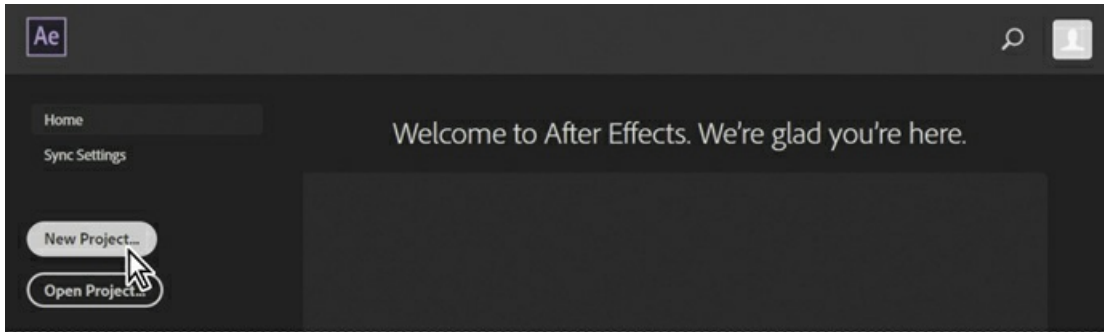 Ae
Home
Sync Settings
Welcome to After Effects. We're glad you're here.
New Project...
Open Project...